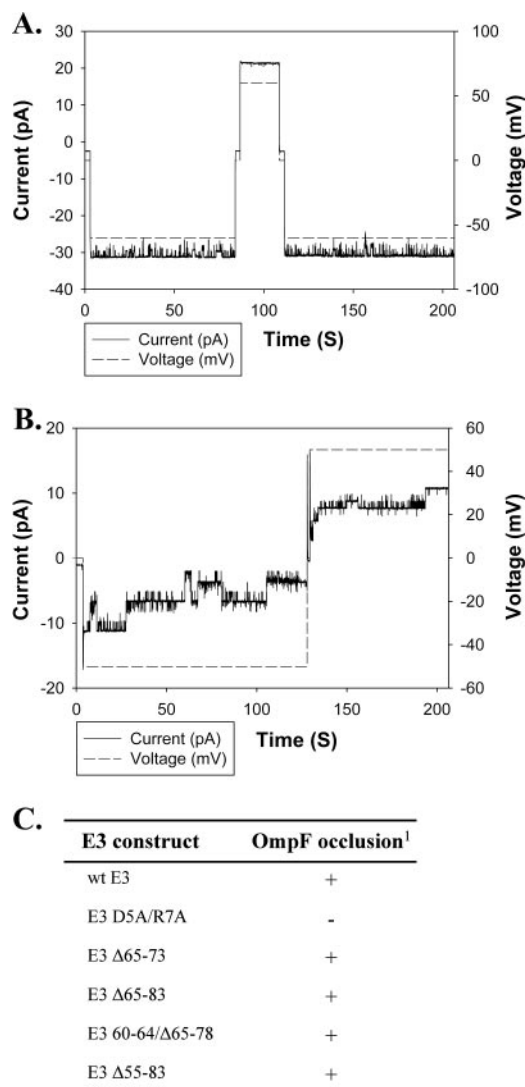 A.
30
20
10
0
-10
-20
-30
-40
Current (pA)
100
50
0
-50
-100
Voltage (mV)
0
50
100
150
200
Time (S)
Current (pA)
Voltage (mV)
B.
20
10
0
-10
-20
Current (pA)
60
40
20
0
-20
-40
-60
Voltage (mV)
0
50
100
150
200
Time (S)
Current (pA)
Voltage (mV)
C.
E3 construct OmpF occlusion¹
wt E3 +
E3 D5A/R7A -
E3 Δ65-73 +
E3 Δ65-83 +
E3 60-64/Δ65-78 +
E3 Δ55-83 +